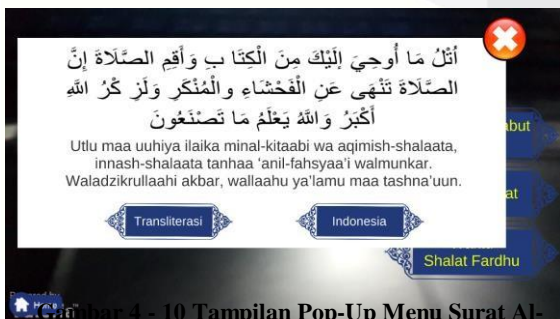 اُتْلُ مَا أُوحِيَ إِلَيْكَ مِنَ الْكِتَا بِ وَأَقِمِ الصَّلَاةَ إِنَّ
الصَّلَاةَ تَنْهَى عَنِ الْفَحْشَاءِ والْمُنْكَرِ وَلَزِ كْرُ اللَّهِ
أَكْبَرُ وَ اللَّهُ يَعْلَمُ مَا تَصْنَعُونَ
Utlu maa uuhiya ilaika minal-kitaabi wa aqimish-shalaata,
innash-shalaata tanhaa ‘anil-fahsyaa’i walmunkar.
Waladzikrullaahi akbar, wallaahu ya’lamu maa tashna’uun.
Transliterasi
Indonesia
but
at
Shalat Fardhu
Home
Gambar 4 - 10 Tampilan Pop-Up Menu Surat Al-